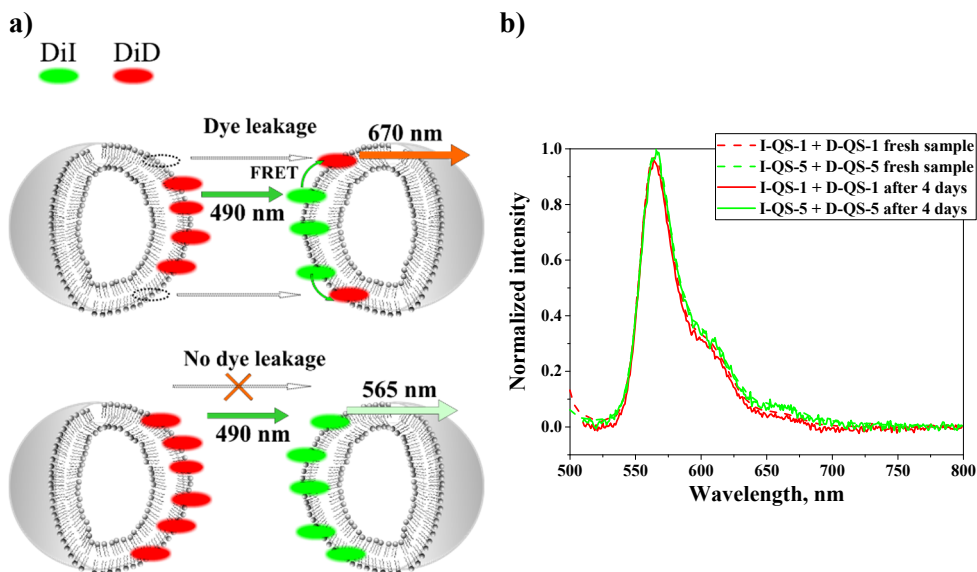 a)
DiI DiD
Dye leakage
670 nm
FRET
490 nm
No dye leakage
565 nm
490 nm
b)
I-QS-1 + D-QS-1 fresh sample
I-QS-5 + D-QS-5 fresh sample
I-QS-1 + D-QS-1 after 4 days
I-QS-5 + D-QS-5 after 4 days
Normalized intensity
1.0
0.8
0.6
0.4
0.2
0.0
500 550 600 650 700 750 800
Wavelength, nm